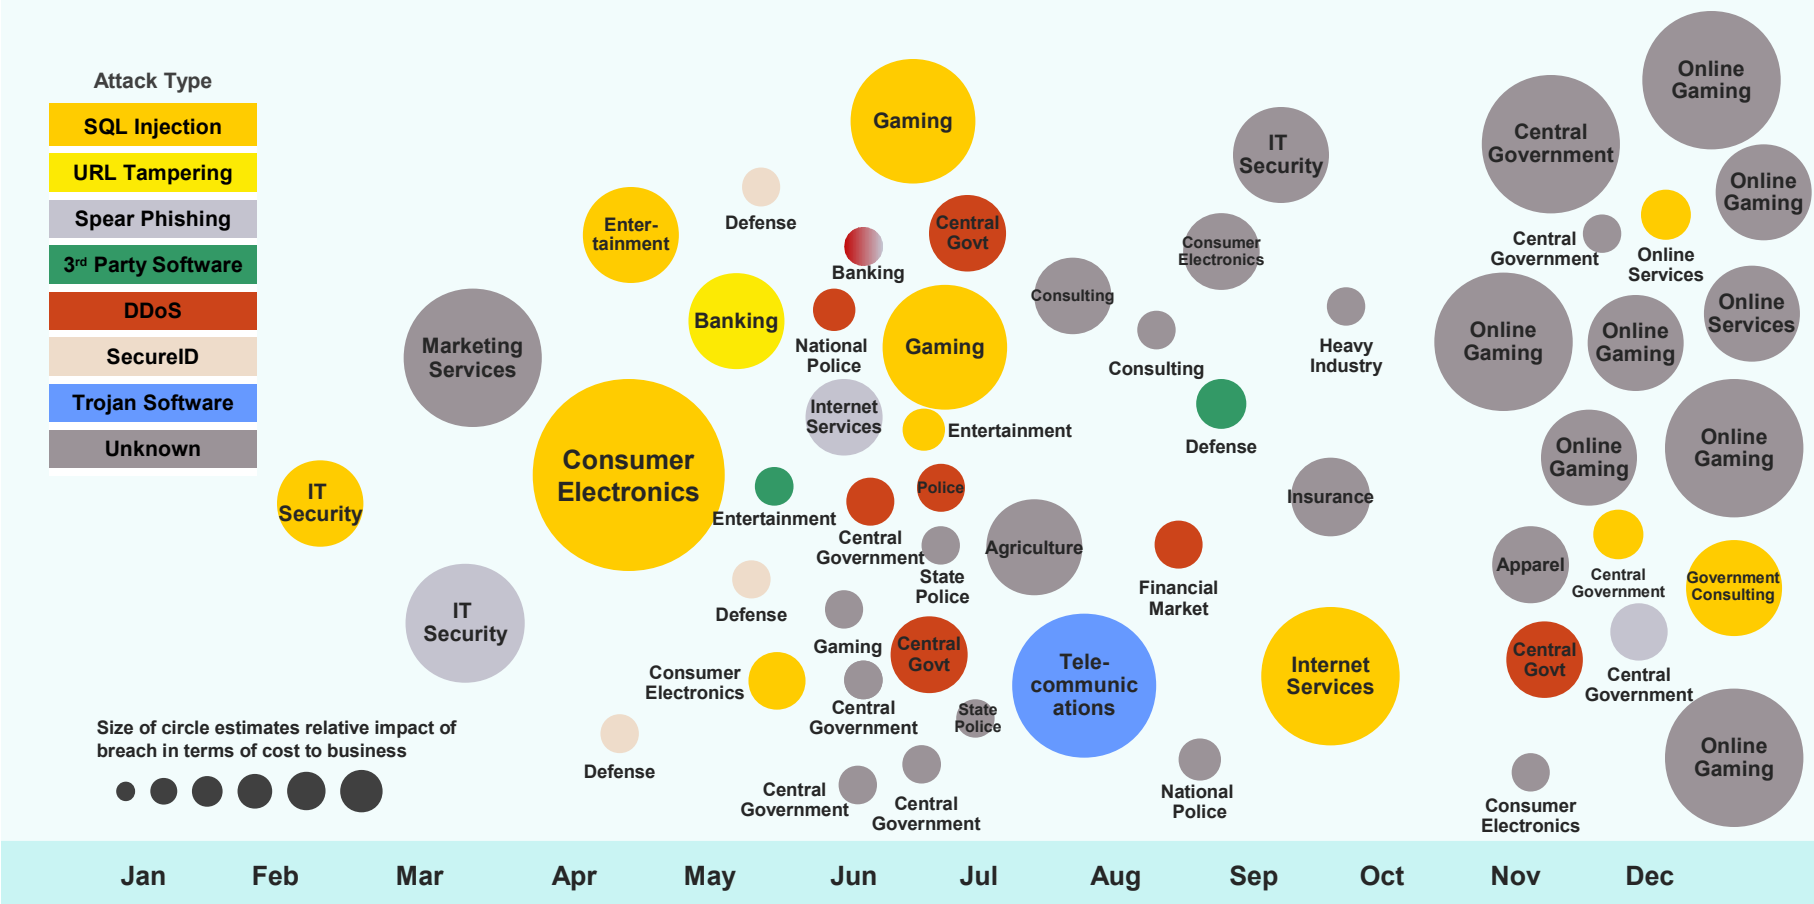 Attack Type
SQL Injection
URL Tampering
Spear Phishing
3rd Party Software
DDoS
SecureID
Trojan Software
Unknown
IT
Security
Marketing
Services
IT
Security
Enter-
tainment
Consumer
Electronics
Defense
Defense
Banking
Entertainment
Defense
Consumer
Electronics
Gaming
Banking
National
Police
Internet
Services
Central
Government
Gaming
Central
Government
Central
Government
Central
Govt
Gaming
Entertainment
Police
State
Police
Central
Govt
State
Police
Central
Government
Consulting
Agriculture
Tele-
communic
ations
Consulting
IT
Security
Consumer
Electronics
Defense
Financial
Market
National
Police
Heavy
Industry
Insurance
Internet
Services
Central
Government
Central
Government
Online
Gaming
Online
Gaming
Apparel
Central
Govt
Consumer
Electronics
Online
Gaming
Online
Gaming
Online
Services
Online
Gaming
Online
Services
Online
Gaming
Central
Government
Government
Consulting
Central
Government
Online
Gaming
Size of circle estimates relative impact of
breach in terms of cost to business
Jan Feb Mar Apr May Jun Jul Aug Sep Oct Nov Dec